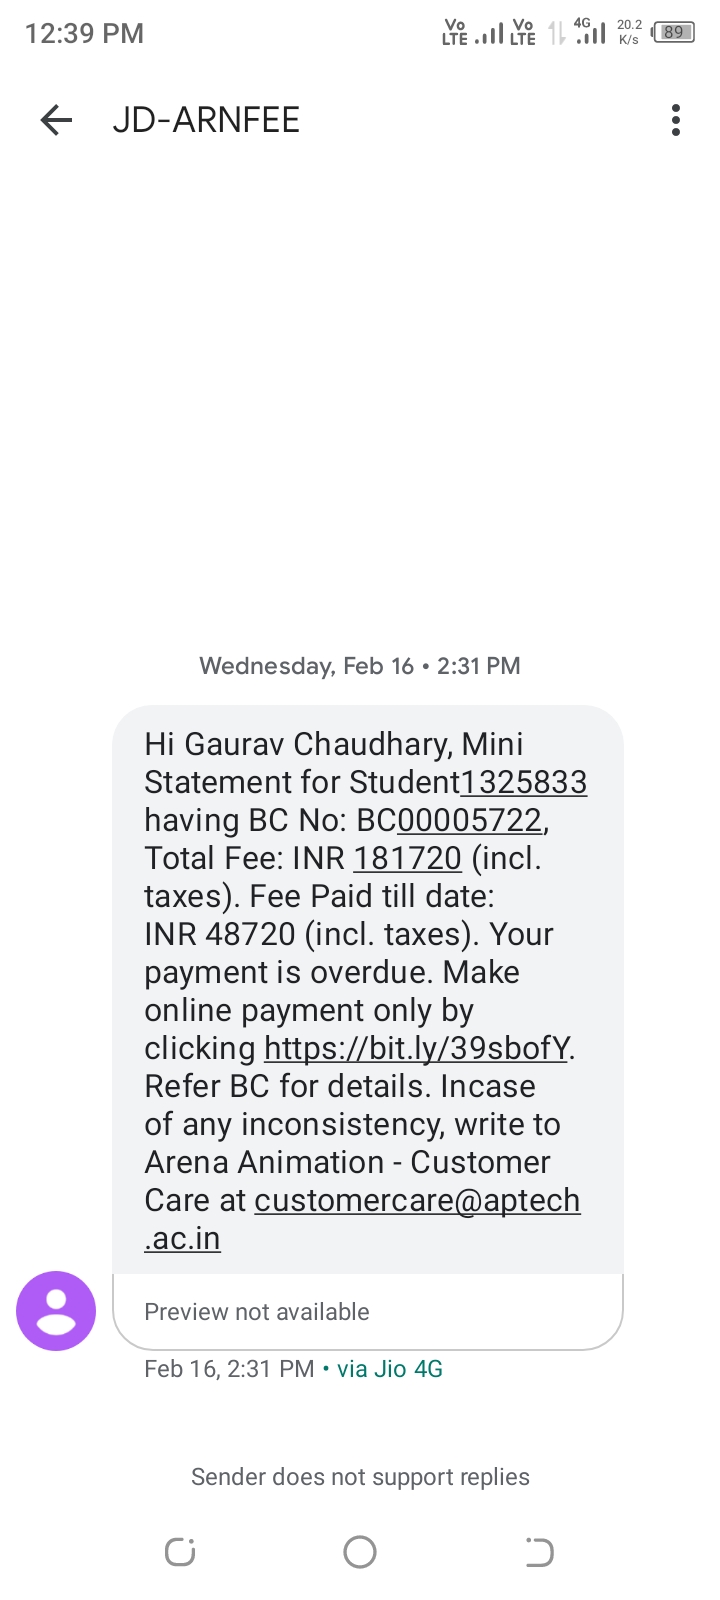 12:39 PM
Vo LTE Vo LTE 4G 20.2 K/s 89
JD-ARNFEE
Wednesday, Feb 16 • 2:31 PM
Hi Gaurav Chaudhary, Mini
Statement for Student1325833
having BC No: BC00005722,
Total Fee: INR 181720 (incl.
taxes). Fee Paid till date:
INR 48720 (incl. taxes). Your
payment is overdue. Make
online payment only by
clicking https://bit.ly/39sbofY.
Refer BC for details. Incase
of any inconsistency, write to
Arena Animation - Customer
Care at customercare@aptech
.ac.in
Preview not available
Feb 16, 2:31 PM • via Jio 4G
Sender does not support replies